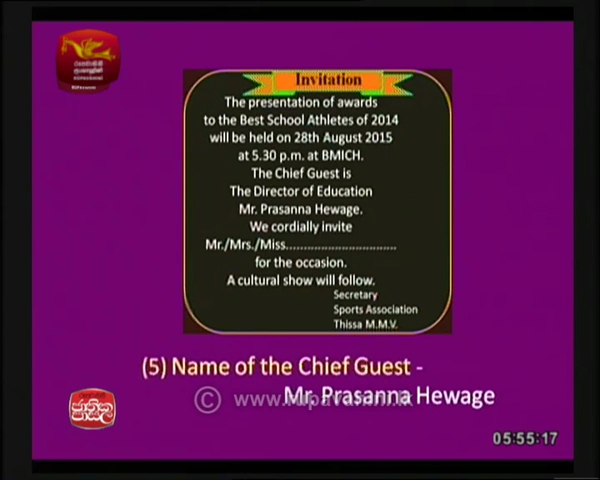 Invitation
The presentation of awards
to the Best School Athletes of 2014
will be held on 28th August 2015
at 5.30 p.m. at BMICH.
The Chief Guest is
The Director of Education
Mr. Prasanna Hewage.
We cordially invite
Mr./Mrs./Miss.................................
for the occasion.
A cultural show will follow.
Secretary
Sports Association
Thissa M.M.V.
(5) Name of the Chief Guest -
Mr. Prasanna Hewage
© www.rupavahini.lk
05:55:17